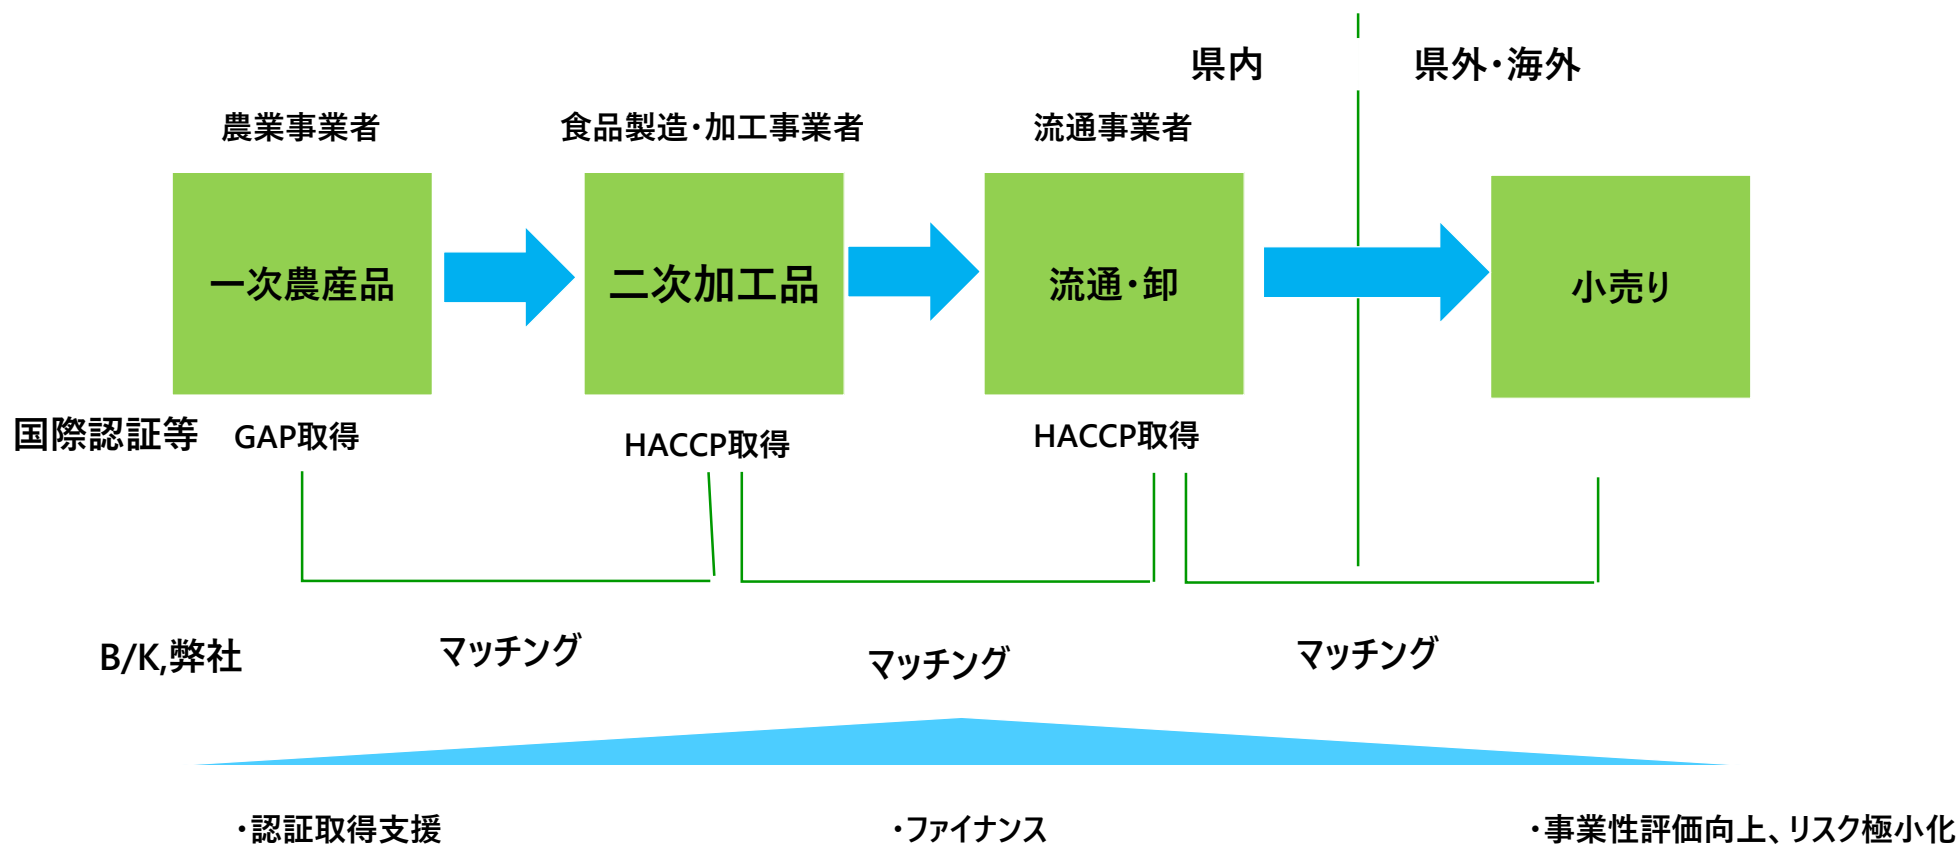 県内
県外・海外
農業事業者
食品製造・加工事業者
流通事業者
一次農産品
二次加工品
流通・卸
小売り
国際認証等
GAP取得
HACCP取得
HACCP取得
B/K,弊社
マッチング
マッチング
マッチング
・認証取得支援
・ファイナンス
・事業性評価向上、リスク極小化